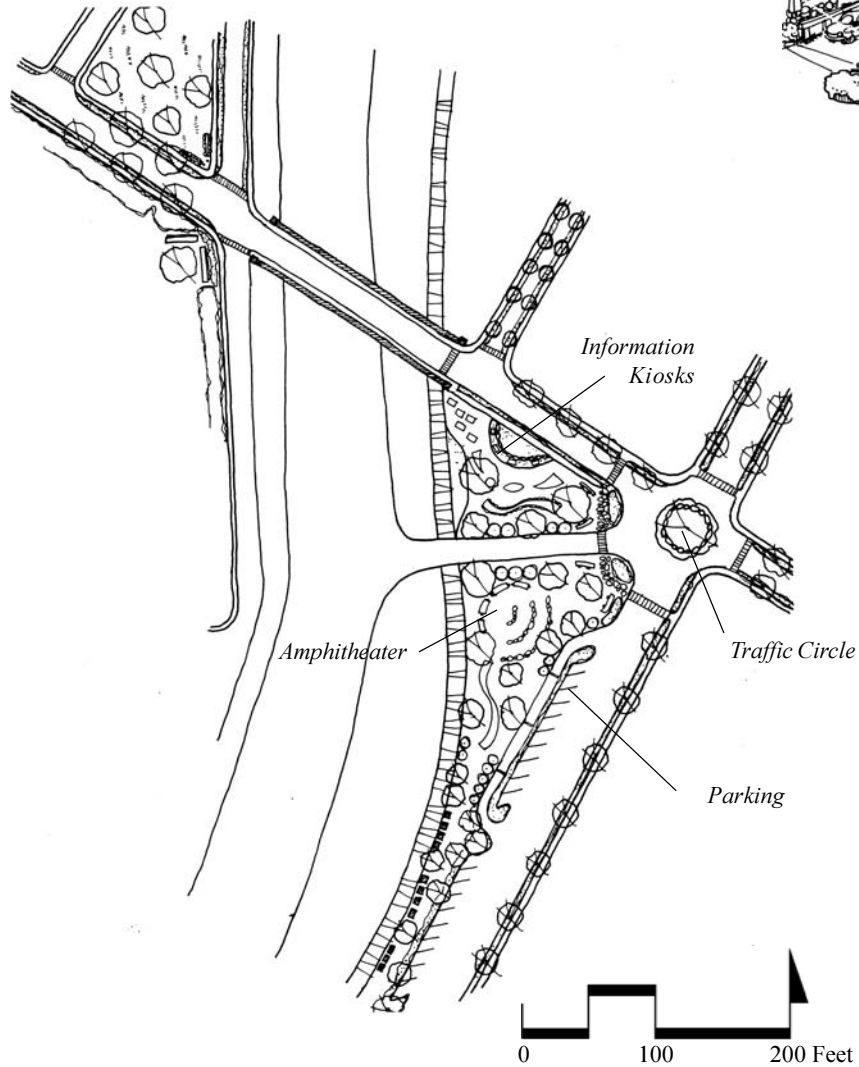 Information
Kiosks
Amphitheater
Traffic Circle
Parking
0 100 200 Feet